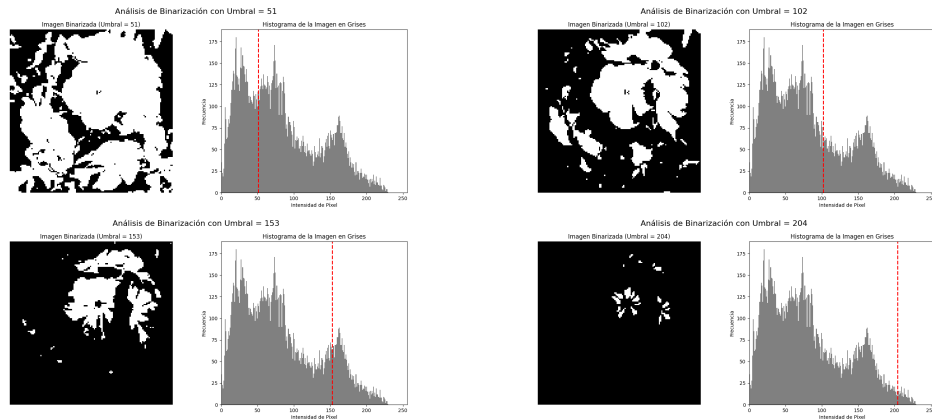 Análisis de Binarización con Umbral = 51
Imagen Binarizada (Umbral = 51)
Histograma de la Imagen en Grises
Frecuencia
175
150
125
100
75
50
25
0
0 50 100 150 200 250
Intensidad de Pixel
Análisis de Binarización con Umbral = 102
Imagen Binarizada (Umbral = 102)
Histograma de la Imagen en Grises
Frecuencia
175
150
125
100
75
50
25
0
0 50 100 150 200 250
Intensidad de Pixel
Análisis de Binarización con Umbral = 153
Imagen Binarizada (Umbral = 153)
Histograma de la Imagen en Grises
Frecuencia
175
150
125
100
75
50
25
0
0 50 100 150 200 250
Intensidad de Pixel
Análisis de Binarización con Umbral = 204
Imagen Binarizada (Umbral = 204)
Histograma de la Imagen en Grises
Frecuencia
175
150
125
100
75
50
25
0
0 50 100 150 200 250
Intensidad de Pixel